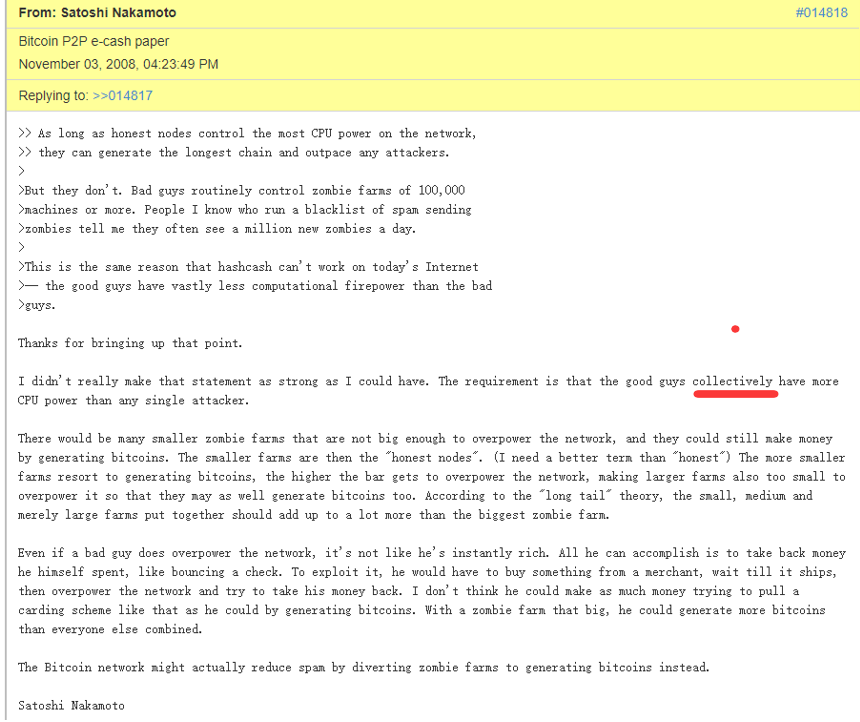 From: Satoshi Nakamoto #014818
Bitcoin P2P e-cash paper
November 03, 2008, 04:23:49 PM
Replying to: >>014817
>> As long as honest nodes control the most CPU power on the network,
>> they can generate the longest chain and outpace any attackers.
>
>But they don't. Bad guys routinely control zombie farms of 100,000
>machines or more. People I know who run a blacklist of spam sending
>zombies tell me they often see a million new zombies a day.
>
>This is the same reason that hashcash can't work on today's Internet
>— the good guys have vastly less computational firepower than the bad
>guys.
Thanks for bringing up that point.
I didn't really make that statement as strong as I could have. The requirement is that the good guys collectively have more
CPU power than any single attacker.
There would be many smaller zombie farms that are not big enough to overpower the network, and they could still make money
by generating bitcoins. The smaller farms are then the "honest nodes". (I need a better term than "honest") The more smaller
farms resort to generating bitcoins, the higher the bar gets to overpower the network, making larger farms also too small to
overpower it so that they may as well generate bitcoins too. According to the "long tail" theory, the small, medium and
merely large farms put together should add up to a lot more than the biggest zombie farm.
Even if a bad guy does overpower the network, it's not like he's instantly rich. All he can accomplish is to take back money
he himself spent, like bouncing a check. To exploit it, he would have to buy something from a merchant, wait till it ships,
then overpower the network and try to take his money back. I don't think he could make as much money trying to pull a
carding scheme like that as he could by generating bitcoins. With a zombie farm that big, he could generate more bitcoins
than everyone else combined.
The Bitcoin network might actually reduce spam by diverting zombie farms to generating bitcoins instead.
Satoshi Nakamoto